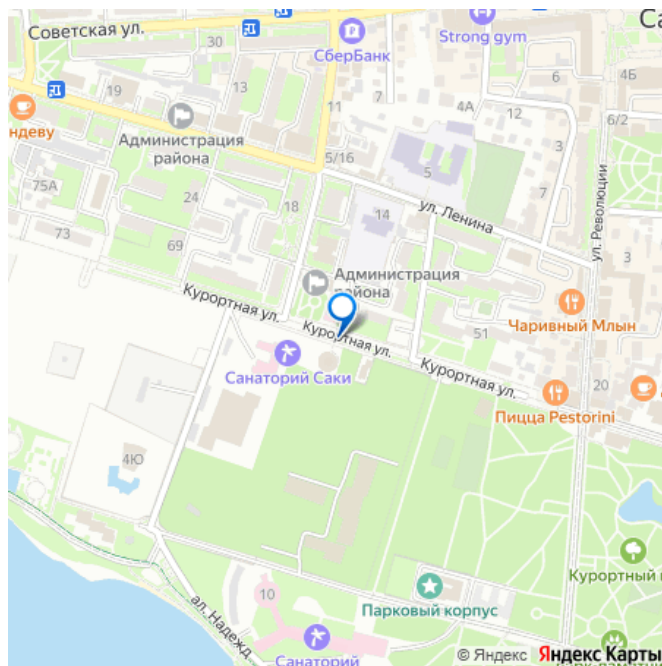 Са
Советская ул.
30
СберБанк
Strong gym
6
4Б
19
13
11
7
4А
12
6/2
ндеву
Администрация
района
5/16
5
3
75А
24
18
14
ул. Ленина
7
ул. Революции
73
69
Администрация
района
3
Курортная ул.
Курортная ул.
Чаривный Млын
51
Санаторий Саки
Курортная ул.
20
Пицца Pestorini
4Ю
Курортный
10
Парковый корпус
ал. Надежд
Санаторий
© Яндекс Яндекс Карты